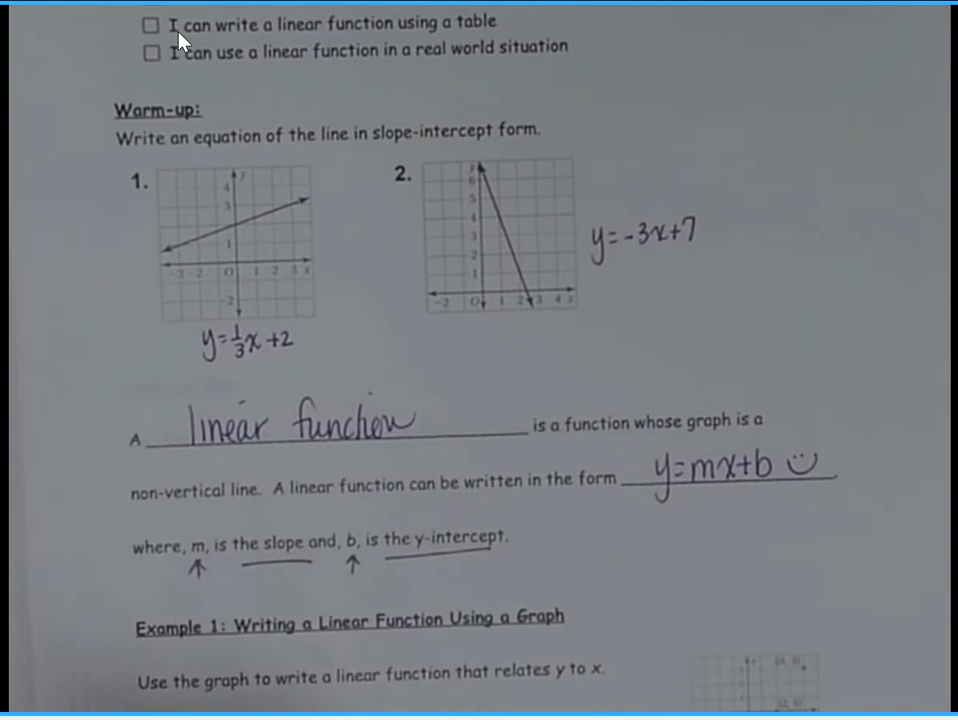 I can write a linear function using a table
I can use a linear function in a real world situation
Warm-up:
Write an equation of the line in slope-intercept form.
1.
2.
y=1/3x+2
y=-3x+7
A linear function is a function whose graph is a
non-vertical line. A linear function can be written in the form y=mx+b
where, m, is the slope and, b, is the y-intercept.
Example 1: Writing a Linear Function Using a Graph
Use the graph to write a linear function that relates y to x.